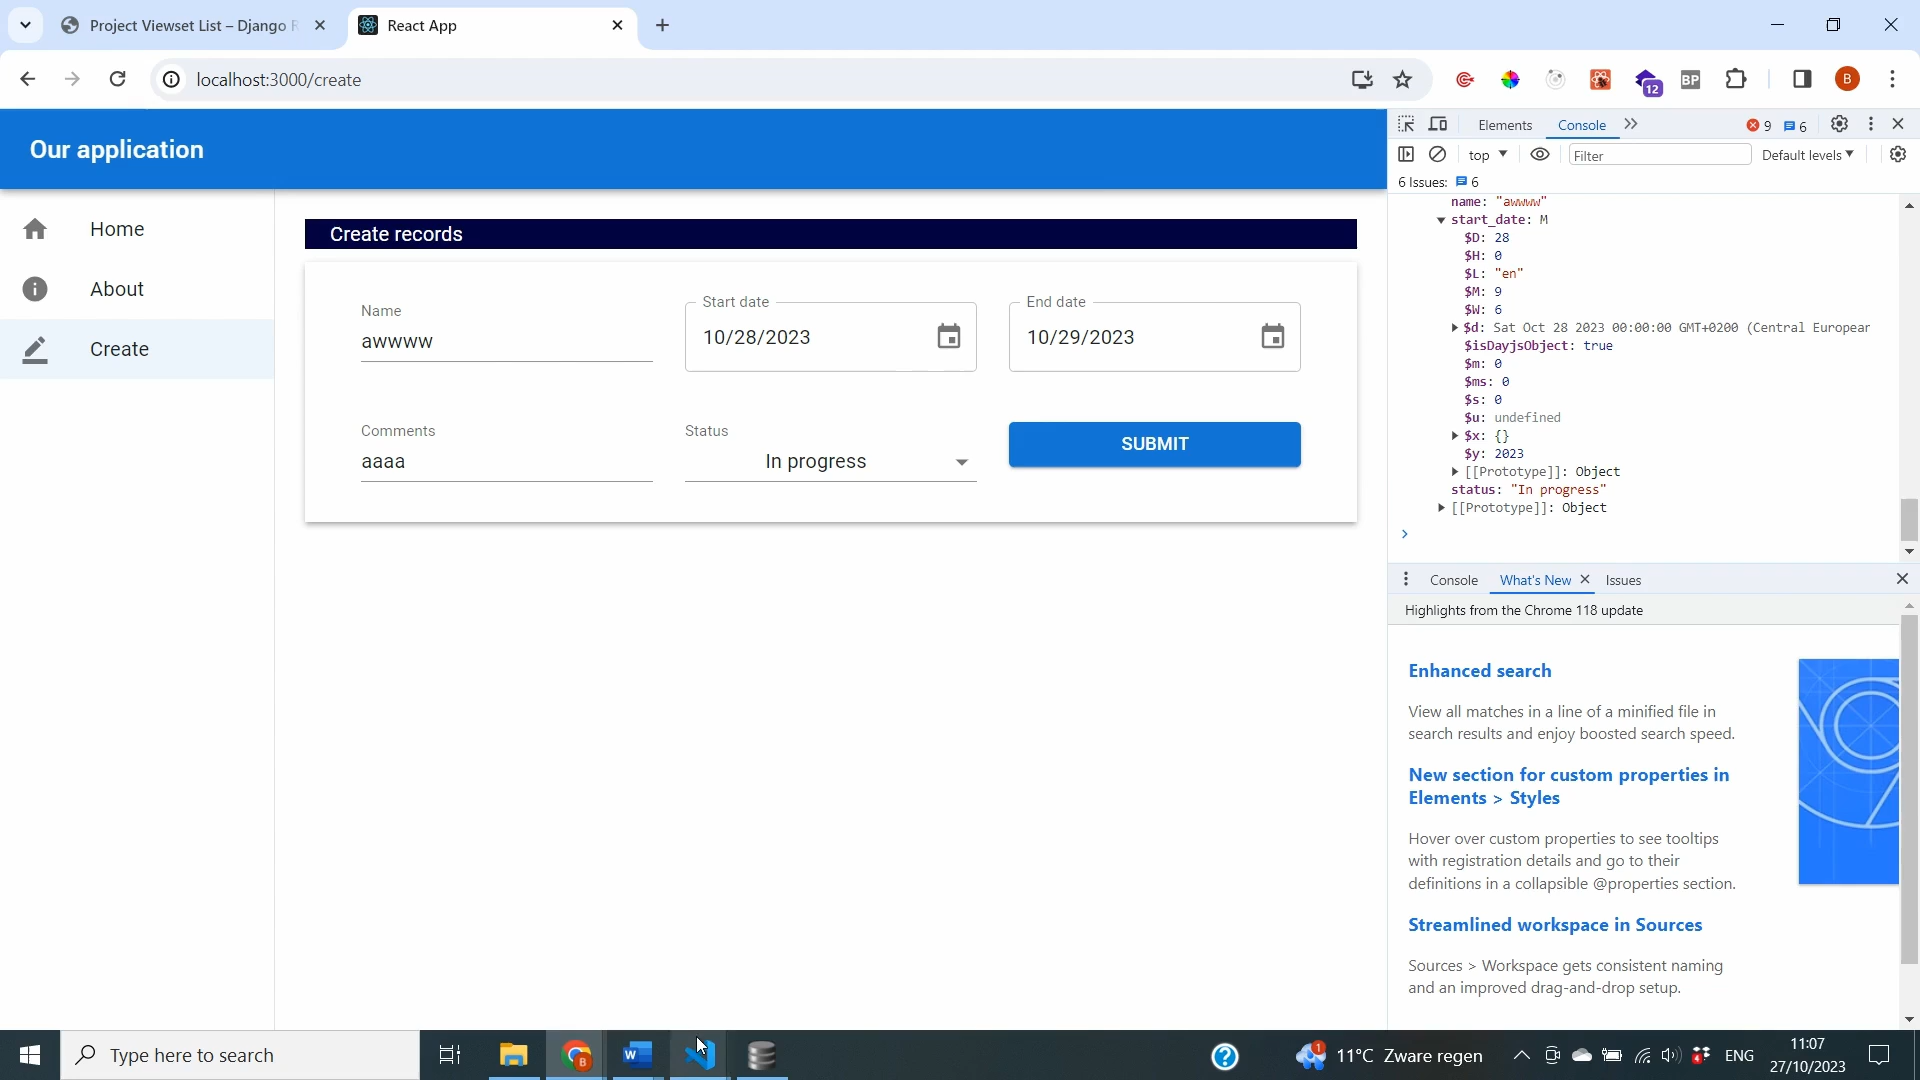 Project Viewset List – Django R
React App
localhost:3000/create
12
BP
B
Our application
Home
About
Create
Create records
Name
awwww
Start date
10/28/2023
End date
10/29/2023
Comments
aaaa
Status
In progress
SUBMIT
Elements
Console
9
6
top
Filter
Default levels
6 Issues:
6
name: "awwww"
start_date: M
$D: 28
$H: 0
$L: "en"
$M: 9
$W: 6
$d: Sat Oct 28 2023 00:00:00 GMT+0200 (Central European
$isDayjsObject: true
$m: 0
$ms: 0
$s: 0
$u: undefined
$x: {}
$y: 2023
[[Prototype]]: Object
status: "In progress"
[[Prototype]]: Object
Console
What's New
Issues
Highlights from the Chrome 118 update
Enhanced search
View all matches in a line of a minified file in
search results and enjoy boosted search speed.
New section for custom properties in
Elements > Styles
Hover over custom properties to see tooltips
with registration details and go to their
definitions in a collapsible @properties section.
Streamlined workspace in Sources
Sources > Workspace gets consistent naming
and an improved drag-and-drop setup.
Type here to search
11°C Zware regen
ENG
11:07
27/10/2023